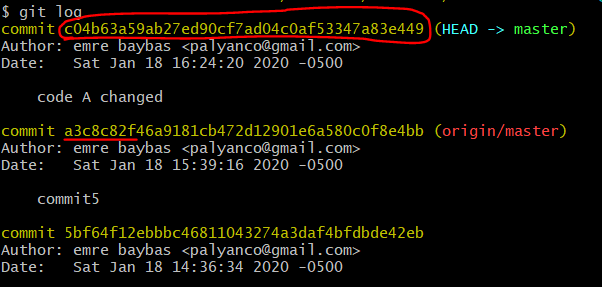 $ git log
commit c04b63a59ab27ed90cf7ad04c0af53347a83e449 (HEAD -> master)
Author: emre baybas <palyanco@gmail.com>
Date:   Sat Jan 18 16:24:20 2020 -0500
code A changed
commit a3c8c82f46a9181cb472d12901e6a580c0f8e4bb (origin/master)
Author: emre baybas <palyanco@gmail.com>
Date:   Sat Jan 18 15:39:16 2020 -0500
commit5
commit 5bf64f12ebbbc46811043274a3daf4bfdbde42eb
Author: emre baybas <palyanco@gmail.com>
Date:   Sat Jan 18 14:36:34 2020 -0500